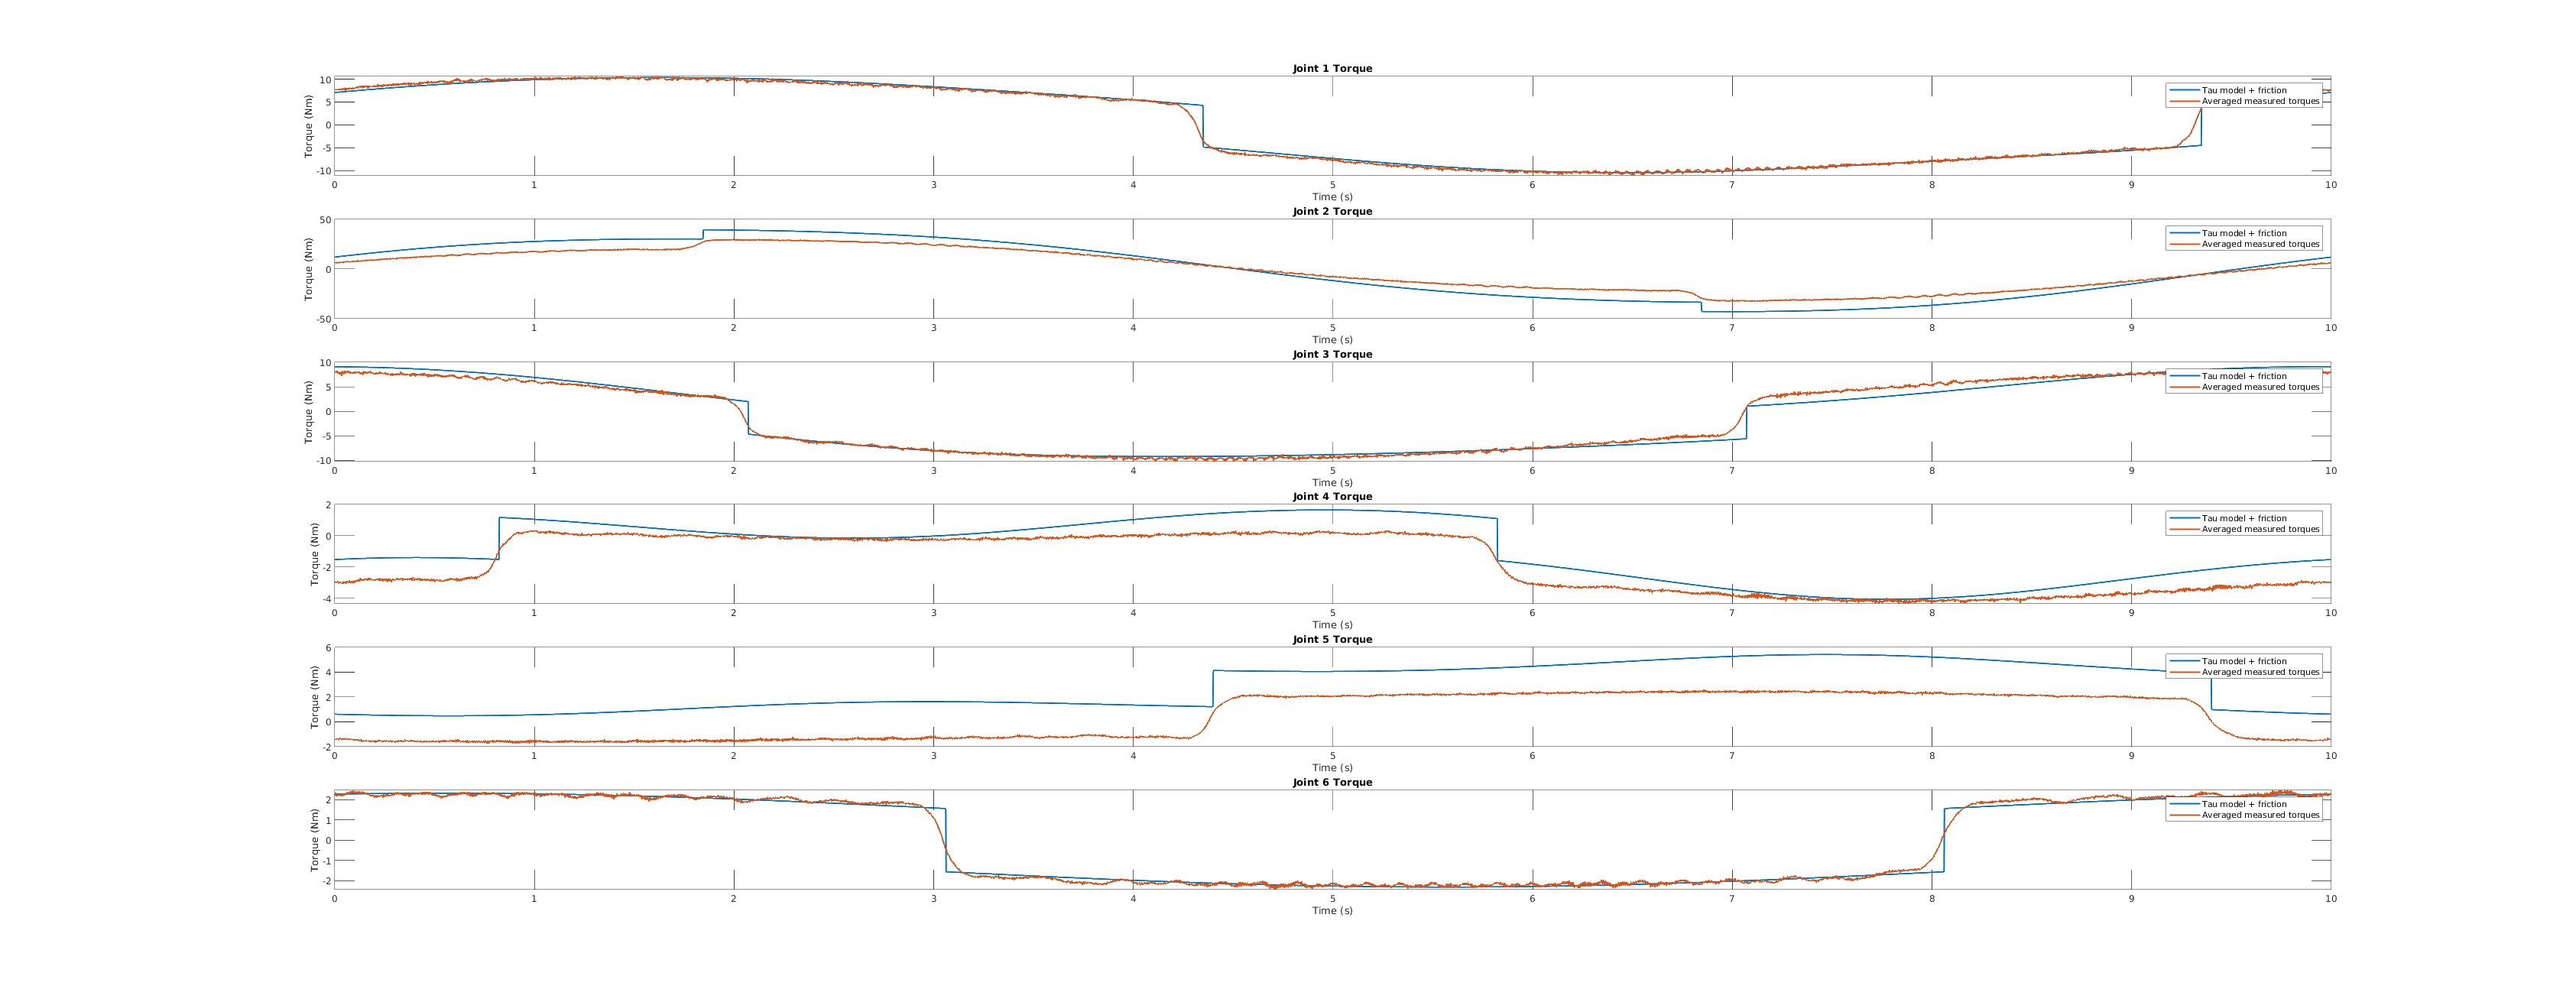 Joint 1 Torque
Torque (Nm)
10
5
0
-5
-10
Tau model + friction
Averaged measured torques
0 1 2 3 4 5 6 7 8 9 10
Time (s)
Joint 2 Torque
Torque (Nm)
50
0
-50
Tau model + friction
Averaged measured torques
0 1 2 3 4 5 6 7 8 9 10
Time (s)
Joint 3 Torque
Torque (Nm)
10
5
0
-5
-10
Tau model + friction
Averaged measured torques
0 1 2 3 4 5 6 7 8 9 10
Time (s)
Joint 4 Torque
Torque (Nm)
2
0
-2
-4
Tau model + friction
Averaged measured torques
0 1 2 3 4 5 6 7 8 9 10
Time (s)
Joint 5 Torque
Torque (Nm)
6
4
2
0
-2
Tau model + friction
Averaged measured torques
0 1 2 3 4 5 6 7 8 9 10
Time (s)
Joint 6 Torque
Torque (Nm)
2
1
0
-1
-2
Tau model + friction
Averaged measured torques
0 1 2 3 4 5 6 7 8 9 10
Time (s)